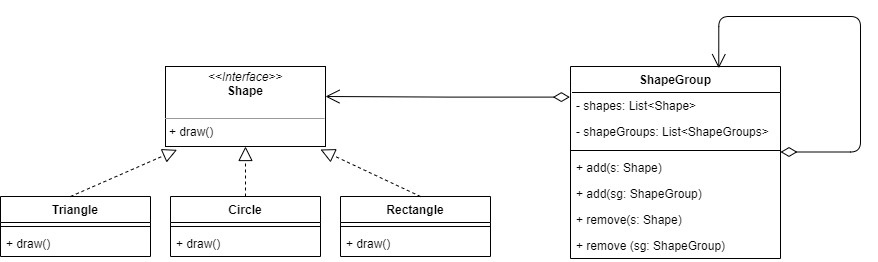 <<Interface>>
Shape
+ draw()
ShapeGroup
- shapes: List<Shape>
- shapeGroups: List<ShapeGroups>
+ add(s: Shape)
+ add(sg: ShapeGroup)
+ remove(s: Shape)
+ remove (sg: ShapeGroup)
Triangle
+ draw()
Circle
+ draw()
Rectangle
+ draw()